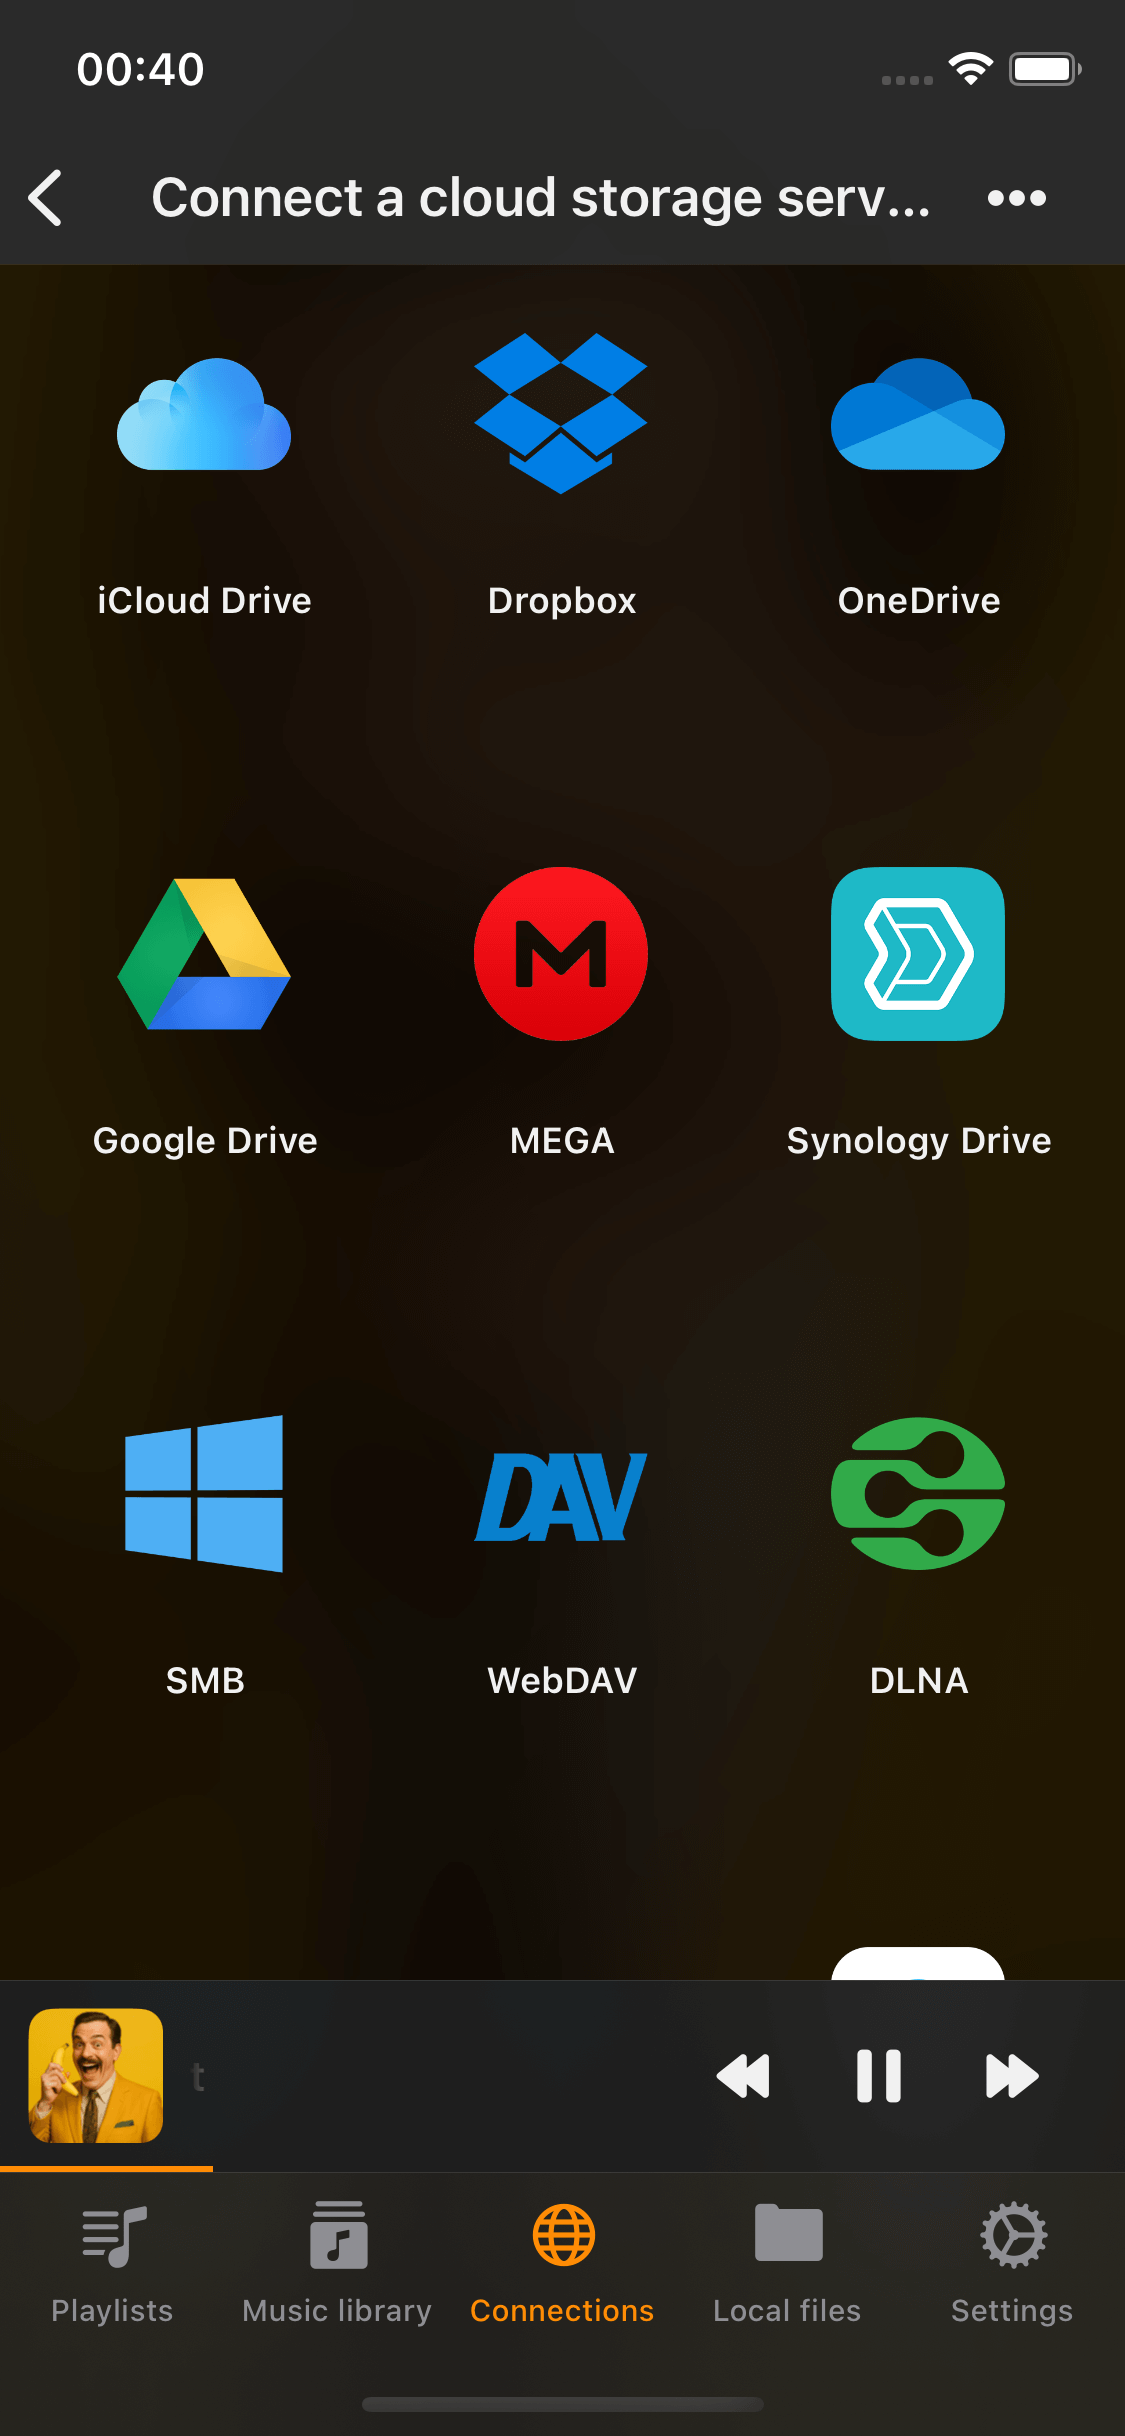 00:40
Connect a cloud storage serv...
iCloud Drive
Dropbox
OneDrive
Google Drive
MEGA
Synology Drive
DAV
SMB
WebDAV
DLNA
t
Playlists
Music library
Connections
Local files
Settings